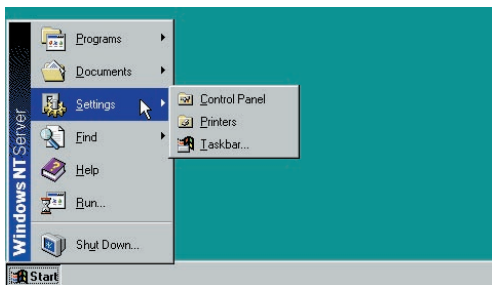 Windows NT Server
Programs
Documents
Settings
Find
Help
Run...
Shut Down...
Control Panel
Printers
Taskbar...
Start